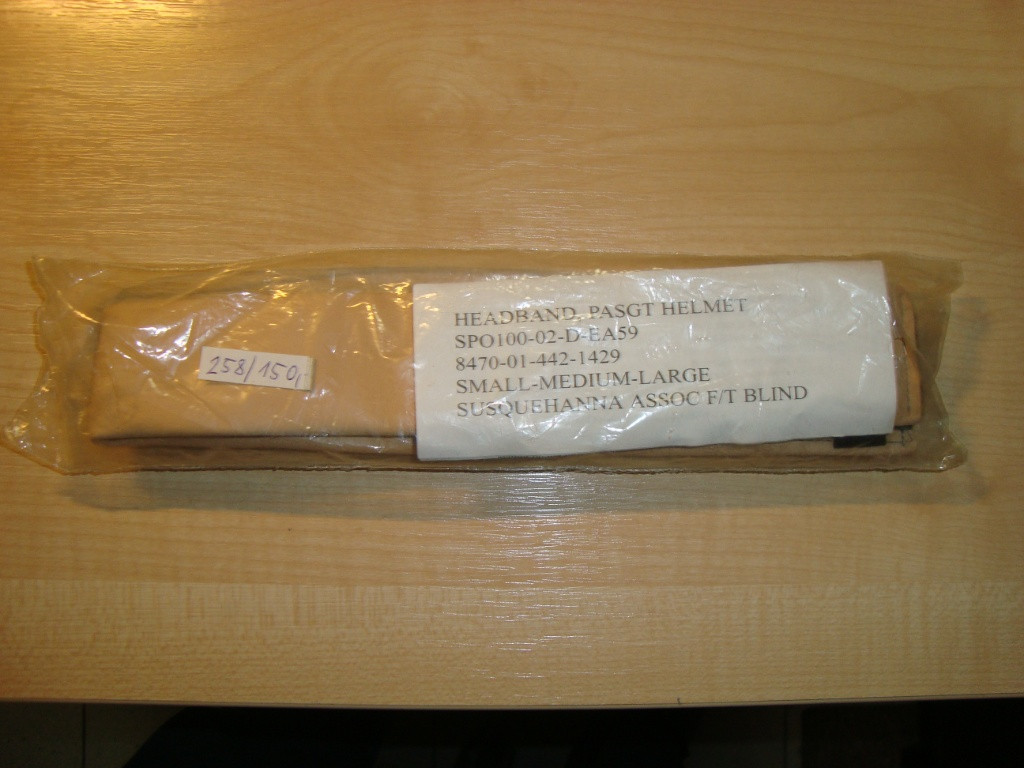 HEADBAND, PASGT HELMET
SPO100-02-D-EA59
8470-01-442-1429
SMALL-MEDIUM-LARGE
SUSQUEHANNA ASSOC F/T BLIND
258/150,-